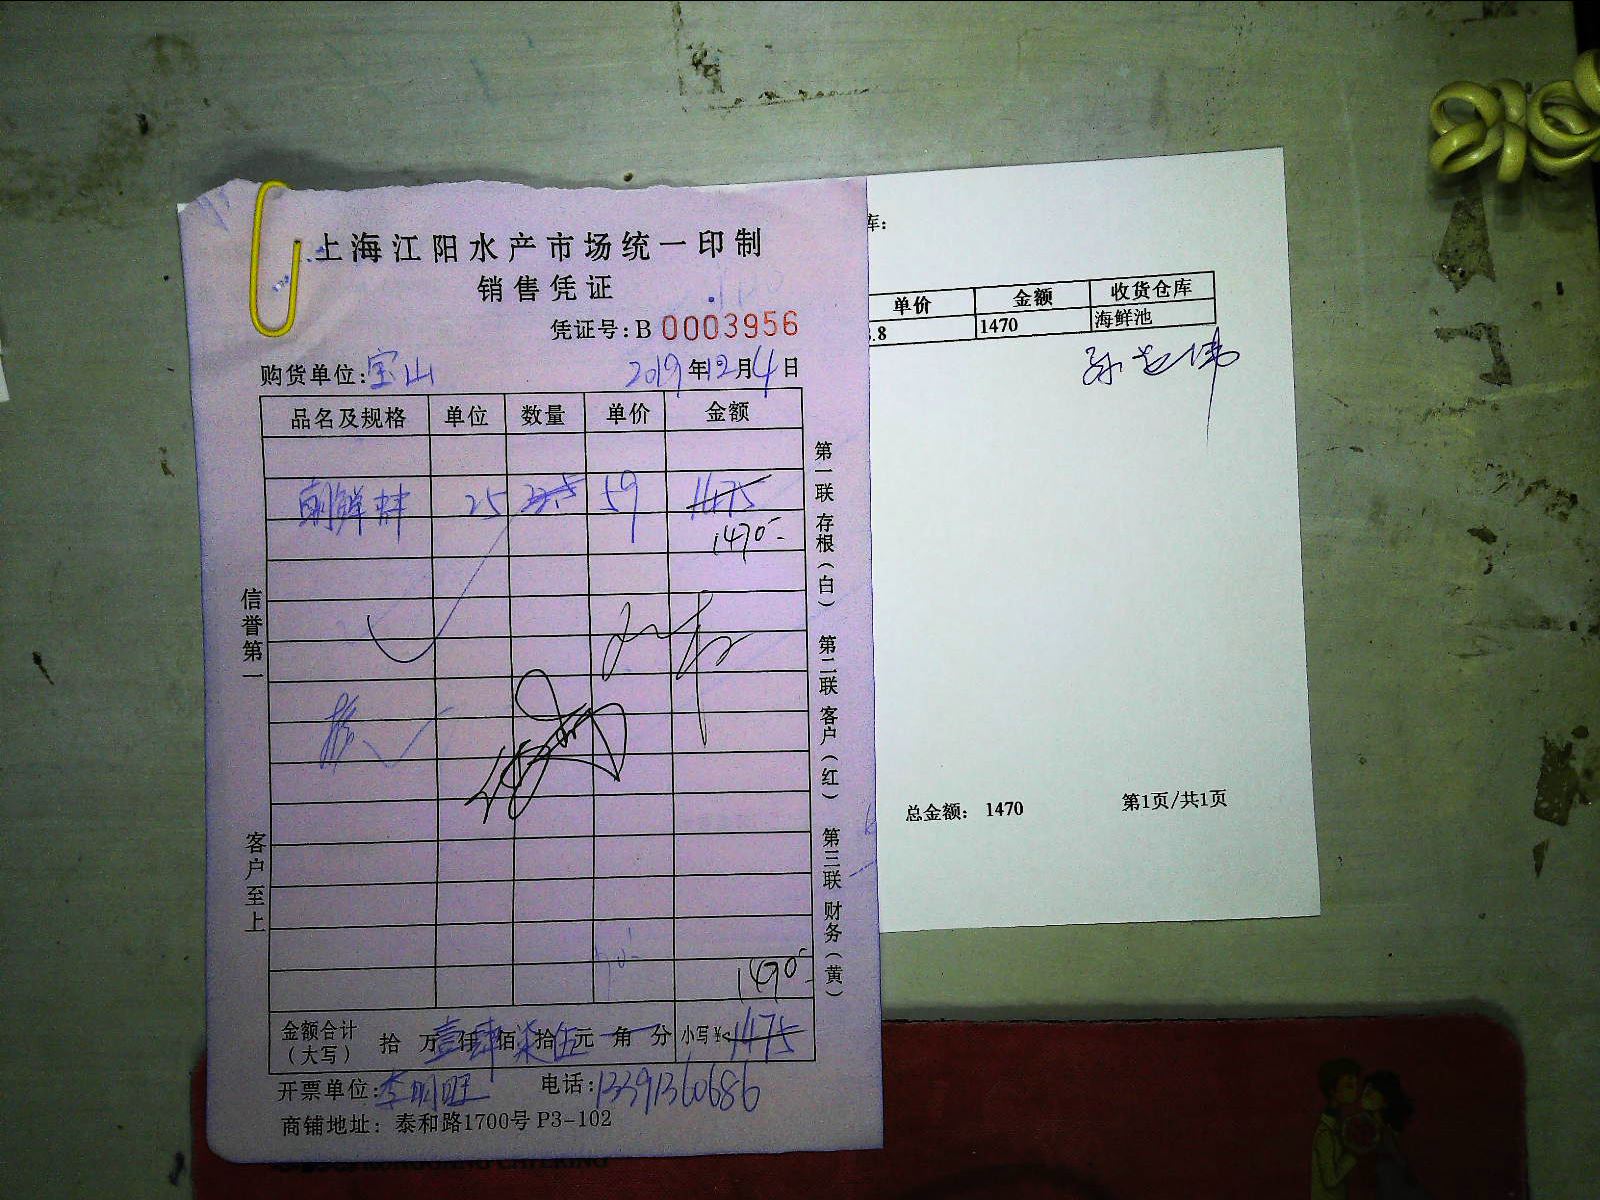 上海江阳水产市场统一印制
销售凭证
凭证号:B 0003956
购货单位:宝山 2019年12月4日
品名及规格 单位 数量 单价 金额
朝鲜蚌 25 59 1475
1470-
信誉第一
客户至上
第一联 存根(白) 第二联 客户(红) 第三联 财务(黄)
1470-
金额合计(大写) 拾 万壹仟肆佰柒拾伍元 角 分 小写¥1475
开票单位:李明旺 电话:13391360686
商铺地址: 泰和路1700号 P3-102
库:
单价 金额 收货仓库
.8 1470 海鲜池
总金额: 1470 第1页/共1页